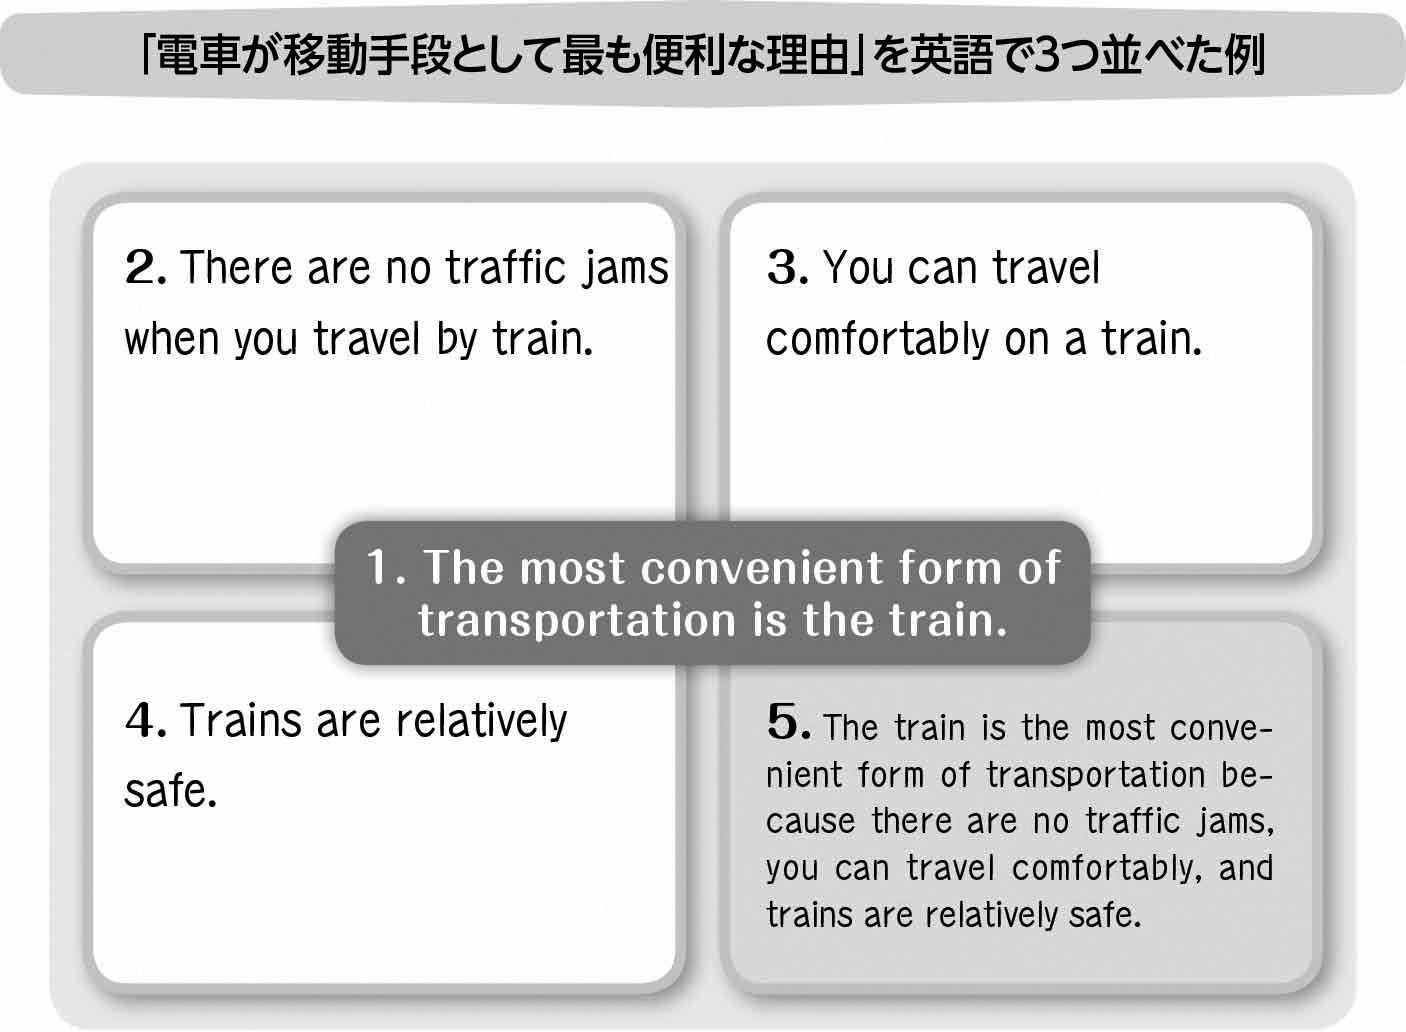 「電車が移動手段として最も便利な理由」を英語で3つ並べた例
1. The most convenient form of
transportation is the train.
2. There are no traffic jams
when you travel by train.
3. You can travel
comfortably on a train.
4. Trains are relatively
safe.
5. The train is the most conve-
nient form of transportation be-
cause there are no traffic jams,
you can travel comfortably, and
trains are relatively safe.